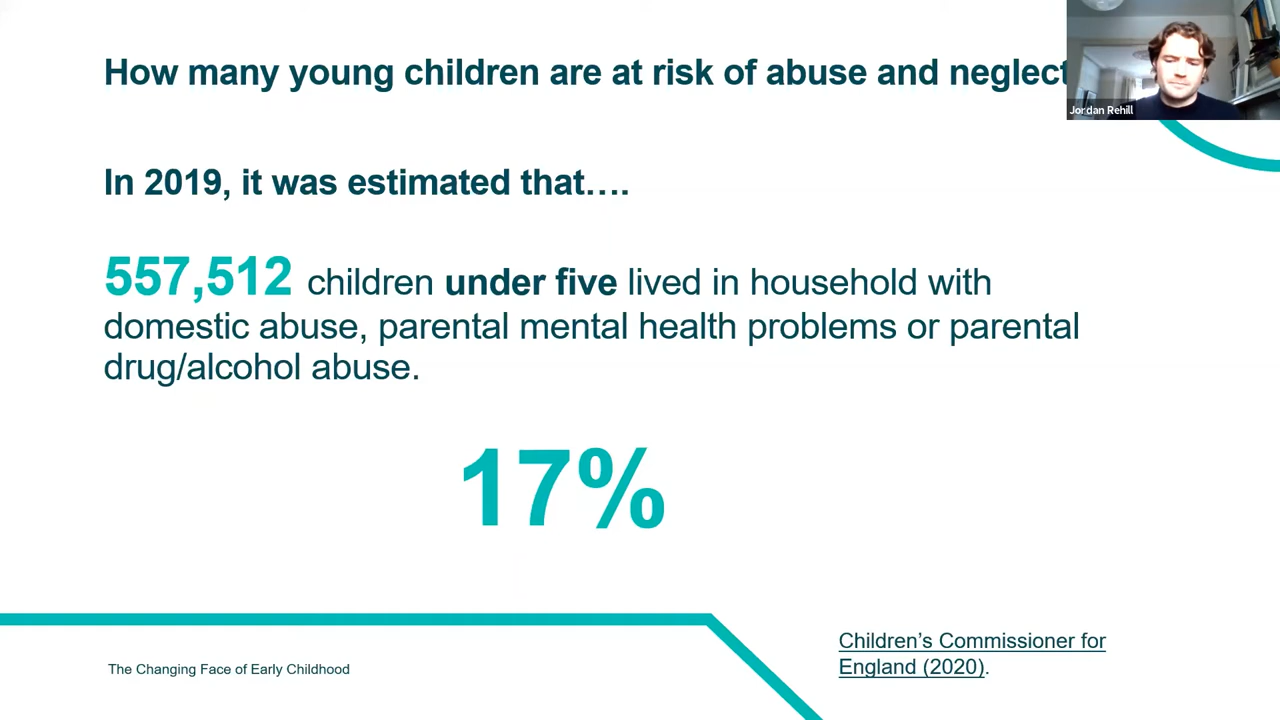 How many young children are at risk of abuse and neglect
Jordan Rehill
In 2019, it was estimated that….
557,512 children under five lived in household with
domestic abuse, parental mental health problems or parental
drug/alcohol abuse.
17%
Children’s Commissioner for
England (2020).
The Changing Face of Early Childhood